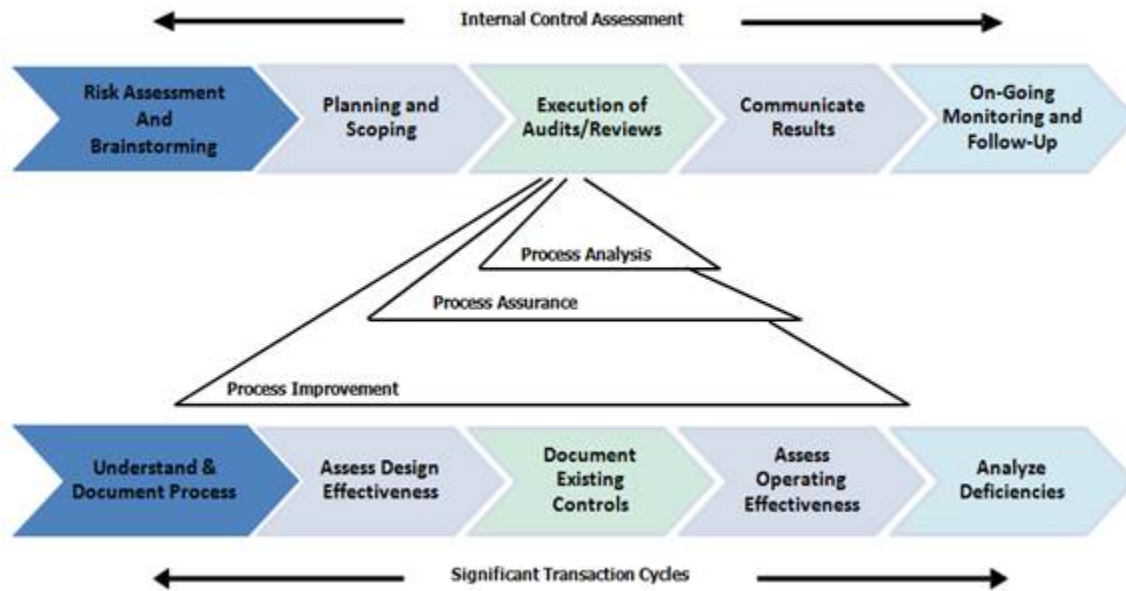 Internal Control Assessment
Risk Assessment
And
Brainstorming
Planning and
Scoping
Execution of
Audits/Reviews
Communicate
Results
On-Going
Monitoring and
Follow-Up
Process Analysis
Process Assurance
Process Improvement
Understand &
Document Process
Assess Design
Effectiveness
Document
Existing
Controls
Assess
Operating
Effectiveness
Analyze
Deficiencies
Significant Transaction Cycles